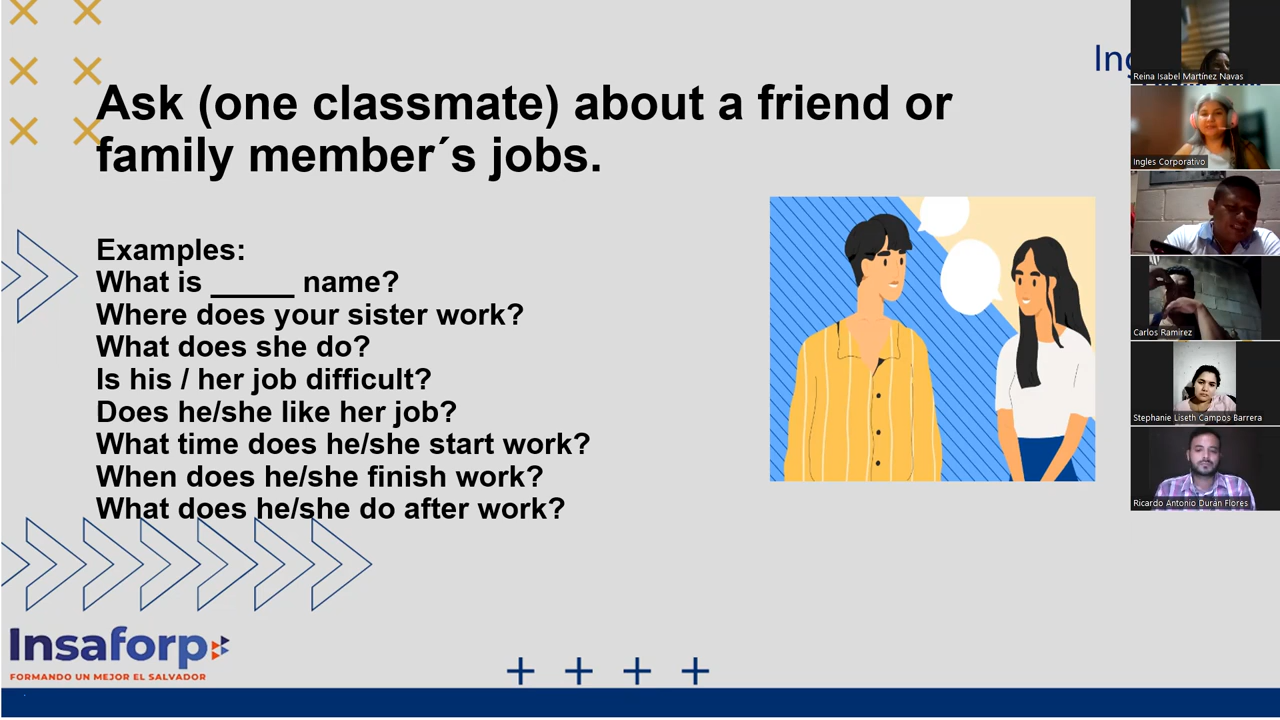 Ing
Ask (one classmate) about a friend or
family member´s jobs.
Examples:
What is _____ name?
Where does your sister work?
What does she do?
Is his / her job difficult?
Does he/she like her job?
What time does he/she start work?
When does he/she finish work?
What does he/she do after work?
Insaforp
FORMANDO UN MEJOR EL SALVADOR
Reina Isabel Martínez Navas
Ingles Corporativo
Carlos Ramirez
Stephanie Liseth Campos Barrera
Ricardo Antonio Durán Flores